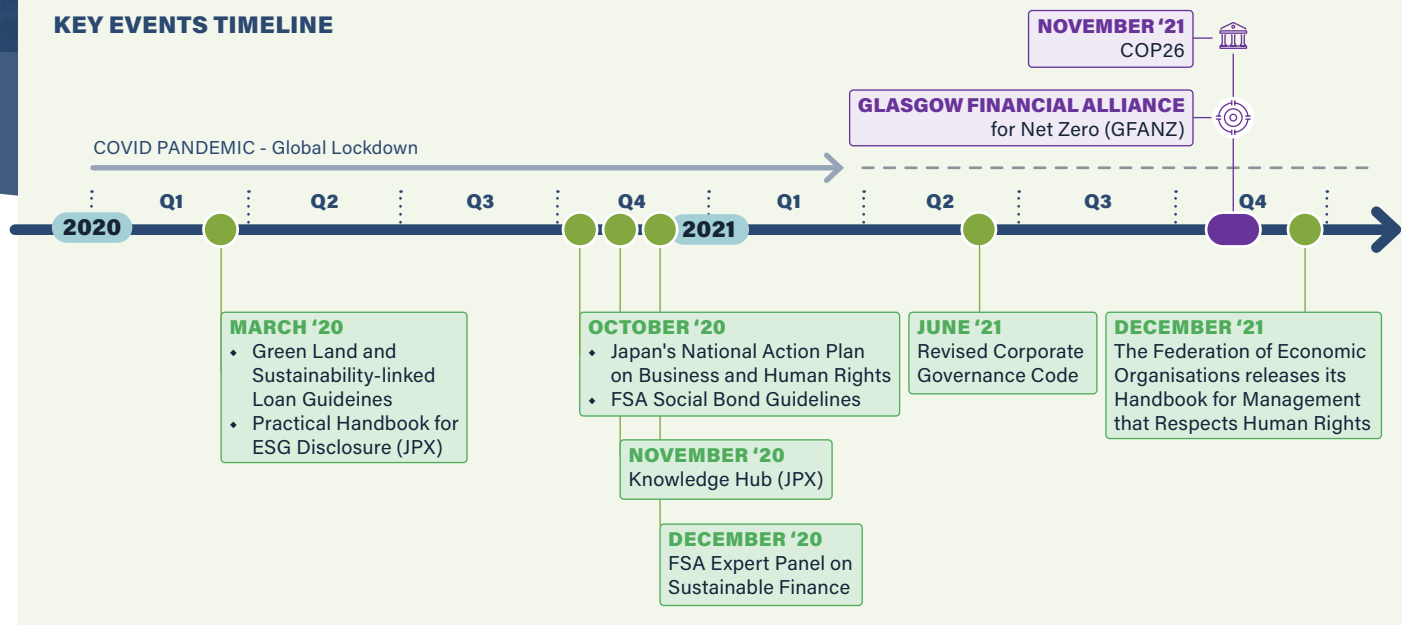 KEY EVENTS TIMELINE
NOVEMBER ‘21
COP26
GLASGOW FINANCIAL ALLIANCE
for Net Zero (GFANZ)
COVID PANDEMIC - Global Lockdown
Q1 Q2 Q3 Q4 Q1 Q2 Q3 Q4
2020 2021
MARCH ‘20
• Green Land and
Sustainability-linked
Loan Guideines
• Practical Handbook for
ESG Disclosure (JPX)
OCTOBER ‘20
• Japan's National Action Plan
on Business and Human Rights
• FSA Social Bond Guidelines
NOVEMBER ‘20
Knowledge Hub (JPX)
DECEMBER ‘20
FSA Expert Panel on
Sustainable Finance
JUNE ‘21
Revised Corporate
Governance Code
DECEMBER ‘21
The Federation of Economic
Organisations releases its
Handbook for Management
that Respects Human Rights